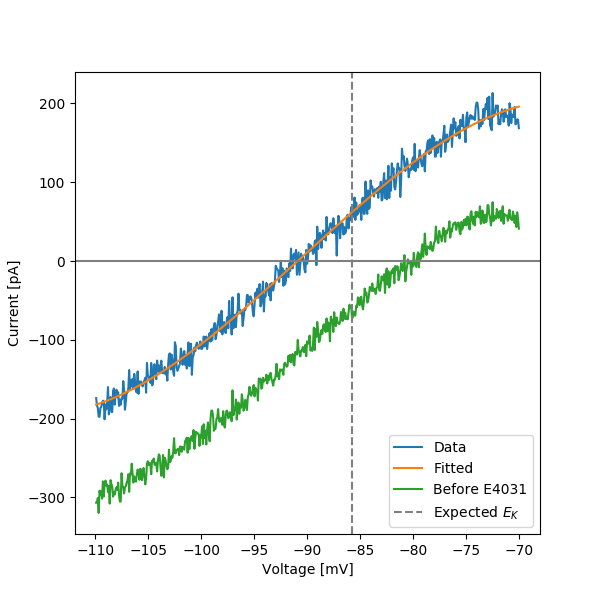 200
100
0
−100
−200
−300
Current [pA]
−110 −105 −100 −95 −90 −85 −80 −75 −70
Voltage [mV]
Data
Fitted
Before E4031
Expected E_K